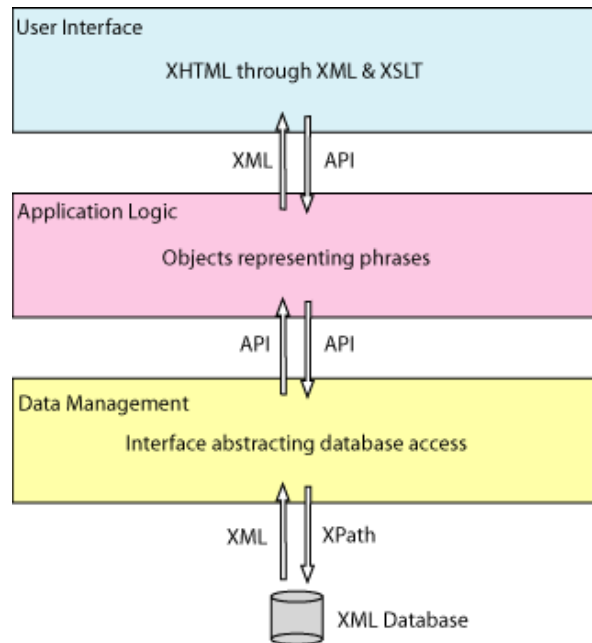 User Interface
XHTML through XML & XSLT
XML API
Application Logic
Objects representing phrases
API API
Data Management
Interface abstracting database access
XML XPath
XML Database